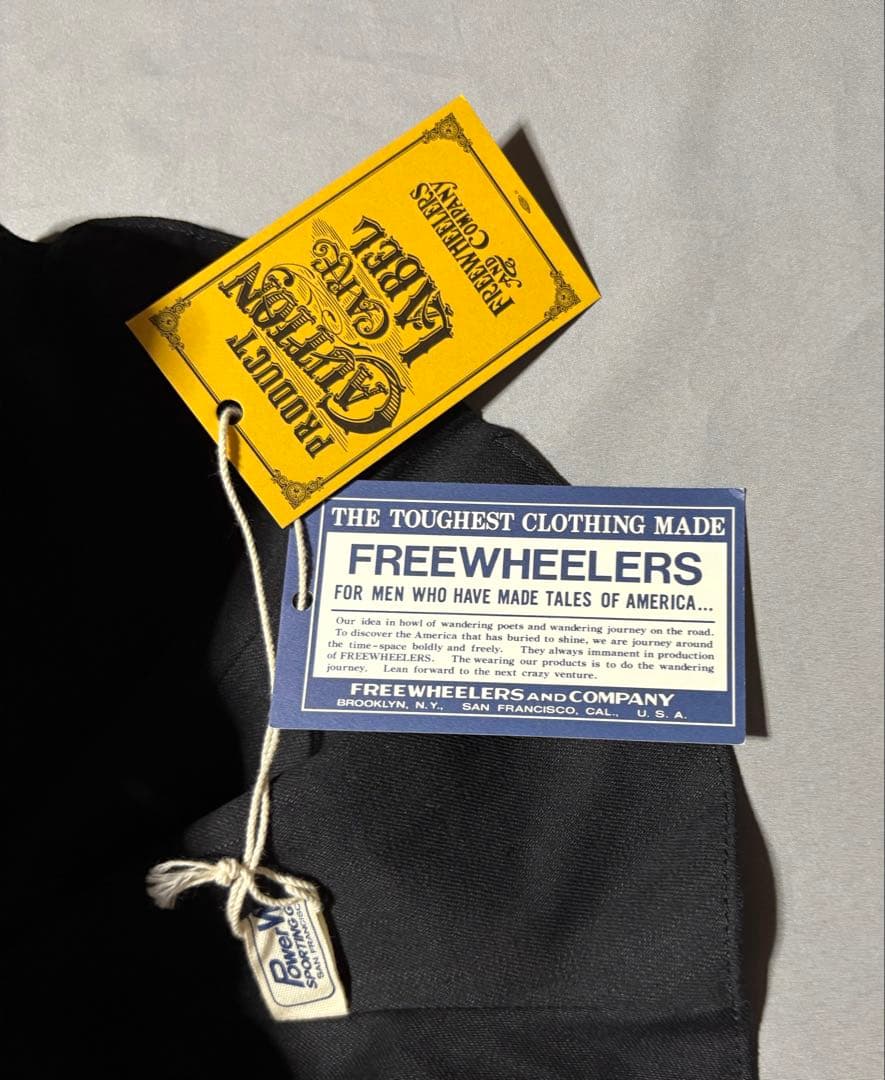 PRODUCT
CAUTION
CARE
LABEL
FREEWHEELERS
AND COMPANY
THE TOUGHEST CLOTHING MADE
FREEWHEELERS
FOR MEN WHO HAVE MADE TALES OF AMERICA...
Our idea in howl of wandering poets and wandering journey on the road.
To discover the America that has buried to shine, we are journey around
the time-space boldly and freely. They always immanent in production
of FREEWHEELERS. The wearing our products is to do the wandering
journey. Lean forward to the next crazy venture.
FREEWHEELERS AND COMPANY
BROOKLYN, N.Y., SAN FRANCISCO, CAL., U. S. A.
Power W
SPORTING G
SAN FRANCISC